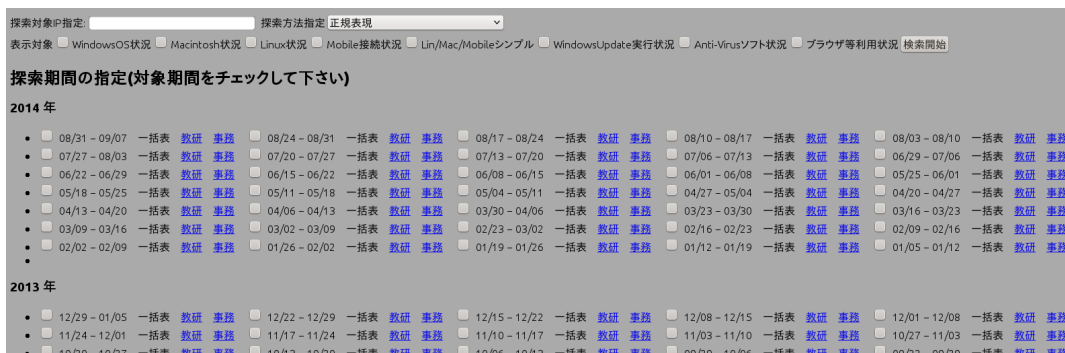 探索対象IP指定: 探索方法指定 正規表現
表示対象 WindowsOS状況 Macintosh状況 Linux状況 Mobile接続状況 Lin/Mac/Mobileシンプル WindowsUpdate実行状況 Anti-Virusソフト状況 ブラウザ等利用状況 検索開始
探索期間の指定(対象期間をチェックして下さい)
2014 年
08/31 – 09/07 一括表 教研 事務 08/24 – 08/31 一括表 教研 事務 08/17 – 08/24 一括表 教研 事務 08/10 – 08/17 一括表 教研 事務 08/03 – 08/10 一括表 教研 事務
07/27 – 08/03 一括表 教研 事務 07/20 – 07/27 一括表 教研 事務 07/13 – 07/20 一括表 教研 事務 07/06 – 07/13 一括表 教研 事務 06/29 – 07/06 一括表 教研 事務
06/22 – 06/29 一括表 教研 事務 06/15 – 06/22 一括表 教研 事務 06/08 – 06/15 一括表 教研 事務 06/01 – 06/08 一括表 教研 事務 05/25 – 06/01 一括表 教研 事務
05/18 – 05/25 一括表 教研 事務 05/11 – 05/18 一括表 教研 事務 05/04 – 05/11 一括表 教研 事務 04/27 – 05/04 一括表 教研 事務 04/20 – 04/27 一括表 教研 事務
04/13 – 04/20 一括表 教研 事務 04/06 – 04/13 一括表 教研 事務 03/30 – 04/06 一括表 教研 事務 03/23 – 03/30 一括表 教研 事務 03/16 – 03/23 一括表 教研 事務
03/09 – 03/16 一括表 教研 事務 03/02 – 03/09 一括表 教研 事務 02/23 – 03/02 一括表 教研 事務 02/16 – 02/23 一括表 教研 事務 02/09 – 02/16 一括表 教研 事務
02/02 – 02/09 一括表 教研 事務 01/26 – 02/02 一括表 教研 事務 01/19 – 01/26 一括表 教研 事務 01/12 – 01/19 一括表 教研 事務 01/05 – 01/12 一括表 教研 事務
2013 年
12/29 – 01/05 一括表 教研 事務 12/22 – 12/29 一括表 教研 事務 12/15 – 12/22 一括表 教研 事務 12/08 – 12/15 一括表 教研 事務 12/01 – 12/08 一括表 教研 事務
11/24 – 12/01 一括表 教研 事務 11/17 – 11/24 一括表 教研 事務 11/10 – 11/17 一括表 教研 事務 11/03 – 11/10 一括表 教研 事務 10/27 – 11/03 一括表 教研 事務